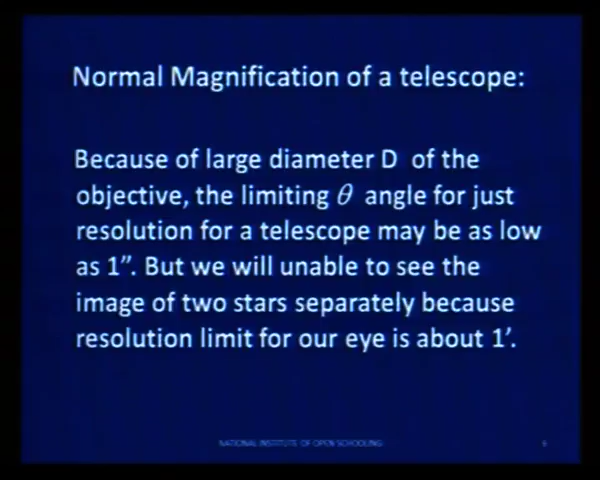 Normal Magnification of a telescope:
Because of large diameter D of the
objective, the limiting θ angle for just
resolution for a telescope may be as low
as 1”. But we will unable to see the
image of two stars separately because
resolution limit for our eye is about 1’.
NATIONAL INSTITUTE OF OPEN SCHOOLING